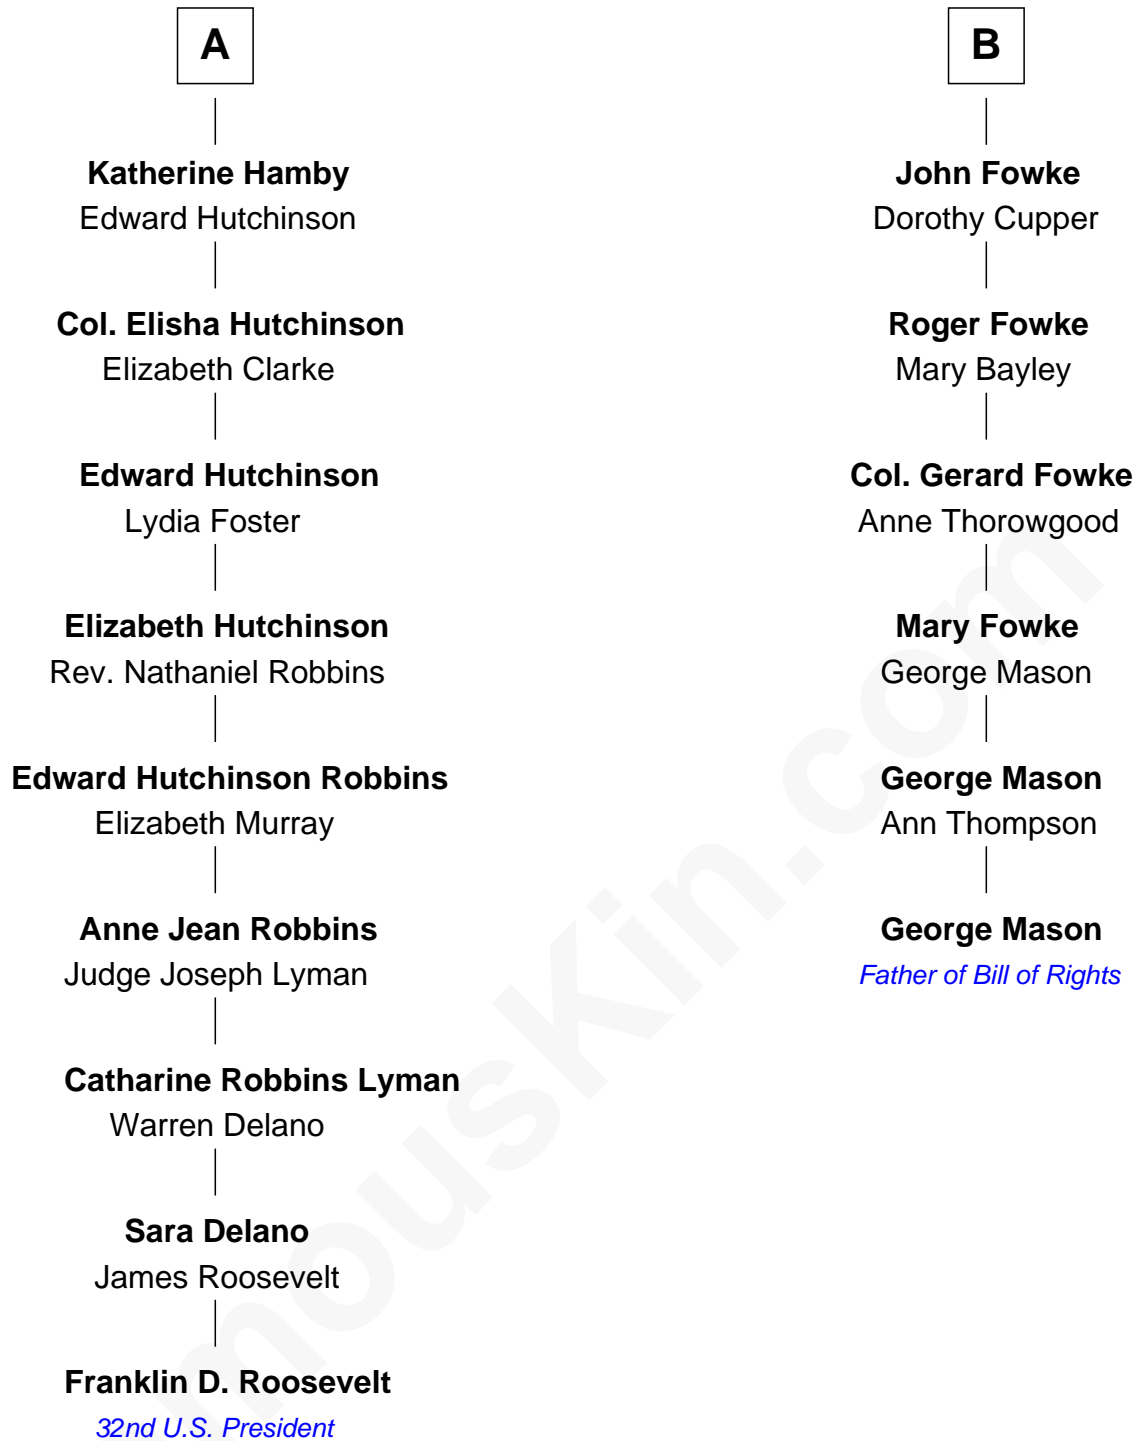 A
Katherine Hamby
Edward Hutchinson
Col. Elisha Hutchinson
Elizabeth Clarke
Edward Hutchinson
Lydia Foster
Elizabeth Hutchinson
Rev. Nathaniel Robbins
Edward Hutchinson Robbins
Elizabeth Murray
Anne Jean Robbins
Judge Joseph Lyman
Catharine Robbins Lyman
Warren Delano
Sara Delano
James Roosevelt
Franklin D. Roosevelt
32nd U.S. President
B
John Fowke
Dorothy Cupper
Roger Fowke
Mary Bayley
Col. Gerard Fowke
Anne Thorowgood
Mary Fowke
George Mason
George Mason
Ann Thompson
George Mason
Father of Bill of Rights
mouskin.com